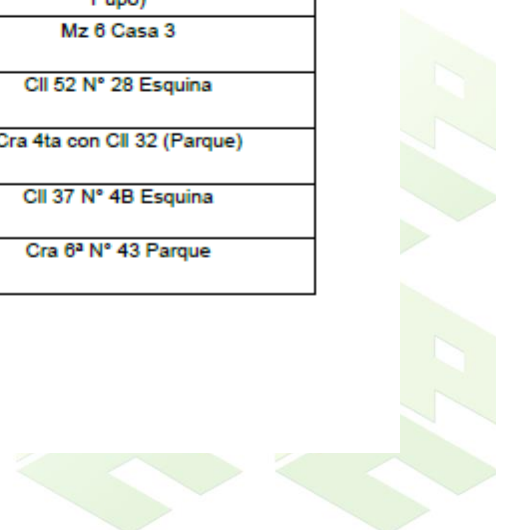 Mz 6 Casa 3
Cll 52 N° 28 Esquina
Cra 4ta con Cll 32 (Parque)
Cll 37 N° 4B Esquina
Cra 6ª N° 43 Parque